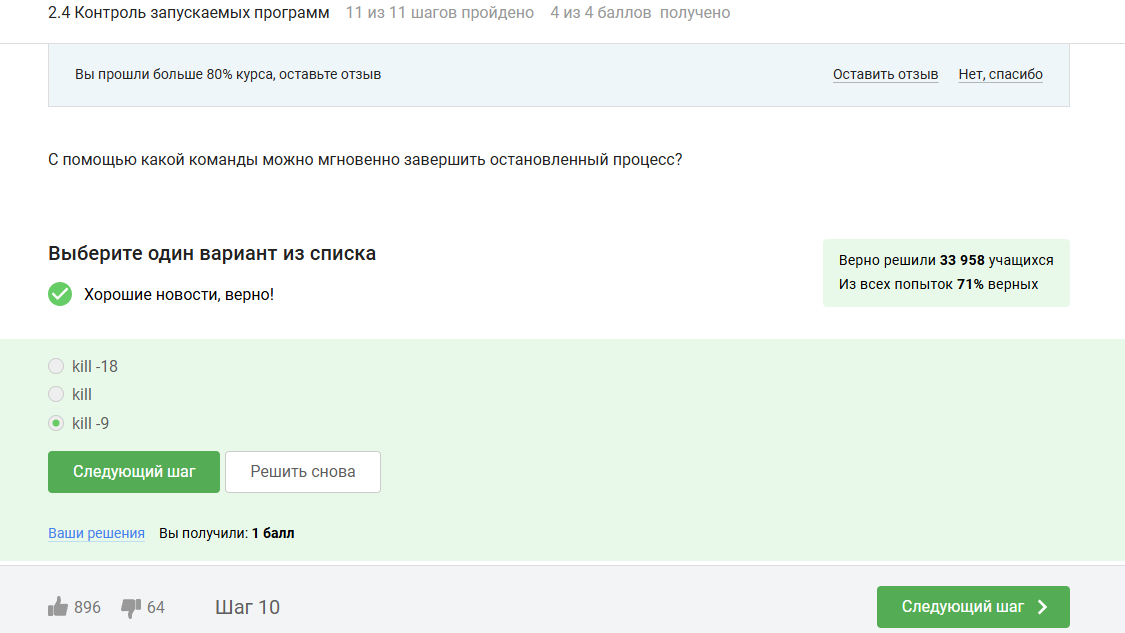 2.4 Контроль запускаемых программ 11 из 11 шагов пройдено 4 из 4 баллов получено
Вы прошли больше 80% курса, оставьте отзыв Оставить отзыв Нет, спасибо
С помощью какой команды можно мгновенно завершить остановленный процесс?
Выберите один вариант из списка
Хорошие новости, верно!
Верно решили 33 958 учащихся
Из всех попыток 71% верных
kill -18
kill
kill -9
Следующий шаг Решить снова
Ваши решения Вы получили: 1 балл
896 64 Шаг 10 Следующий шаг